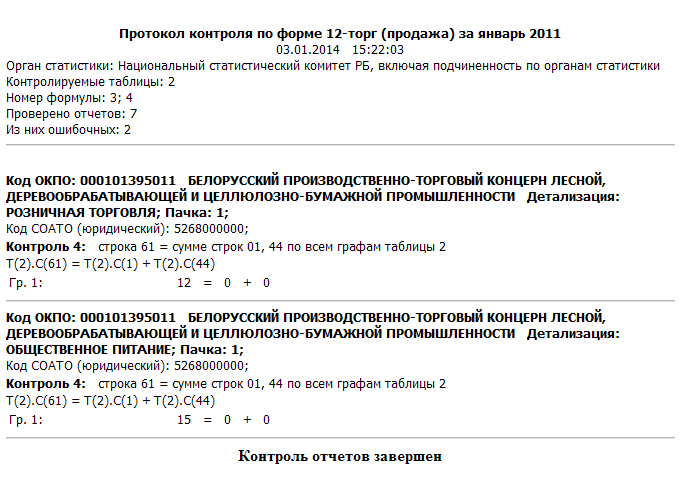 Протокол контроля по форме 12-торг (продажа) за январь 2011
03.01.2014 15:22:03
Орган статистики: Национальный статистический комитет РБ, включая подчиненность по органам статистики
Контролируемые таблицы: 2
Номер формулы: 3; 4
Проверено отчетов: 7
Из них ошибочных: 2
Код ОКПО: 000101395011 БЕЛОРУССКИЙ ПРОИЗВОДСТВЕННО-ТОРГОВЫЙ КОНЦЕРН ЛЕСНОЙ,
ДЕРЕВООБРАБАТЫВАЮЩЕЙ И ЦЕЛЛЮЛОЗНО-БУМАЖНОЙ ПРОМЫШЛЕННОСТИ Детализация:
РОЗНИЧНАЯ ТОРГОВЛЯ; Пачка: 1;
Код СОАТО (юридический): 5268000000;
Контроль 4: строка 61 = сумме строк 01, 44 по всем графам таблицы 2
Т(2).С(61) = Т(2).С(1) + Т(2).С(44)
Гр. 1: 12 = 0 + 0
Код ОКПО: 000101395011 БЕЛОРУССКИЙ ПРОИЗВОДСТВЕННО-ТОРГОВЫЙ КОНЦЕРН ЛЕСНОЙ,
ДЕРЕВООБРАБАТЫВАЮЩЕЙ И ЦЕЛЛЮЛОЗНО-БУМАЖНОЙ ПРОМЫШЛЕННОСТИ Детализация:
ОБЩЕСТВЕННОЕ ПИТАНИЕ; Пачка: 1;
Код СОАТО (юридический): 5268000000;
Контроль 4: строка 61 = сумме строк 01, 44 по всем графам таблицы 2
Т(2).С(61) = Т(2).С(1) + Т(2).С(44)
Гр. 1: 15 = 0 + 0
Контроль отчетов завершен